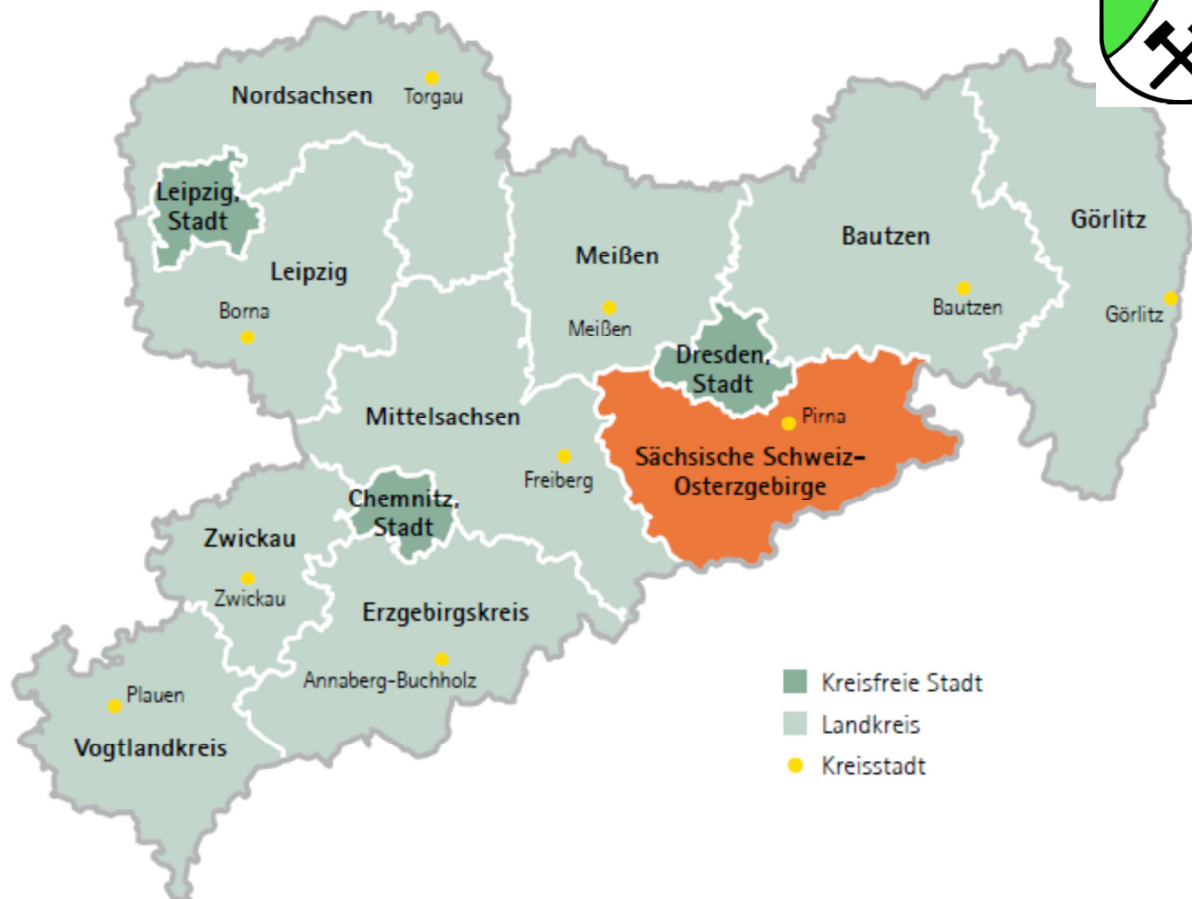 Nordsachsen
Torgau
Leipzig,
Stadt
Leipzig
Borna
Meißen
Meißen
Bautzen
Bautzen
Görlitz
Görlitz
Dresden,
Stadt
Pirna
Sächsische Schweiz-
Osterzgebirge
Mittelsachsen
Freiberg
Chemnitz,
Stadt
Zwickau
Zwickau
Erzgebirgskreis
Annaberg-Buchholz
Plauen
Vogtlandkreis
Kreisfreie Stadt
Landkreis
Kreisstadt